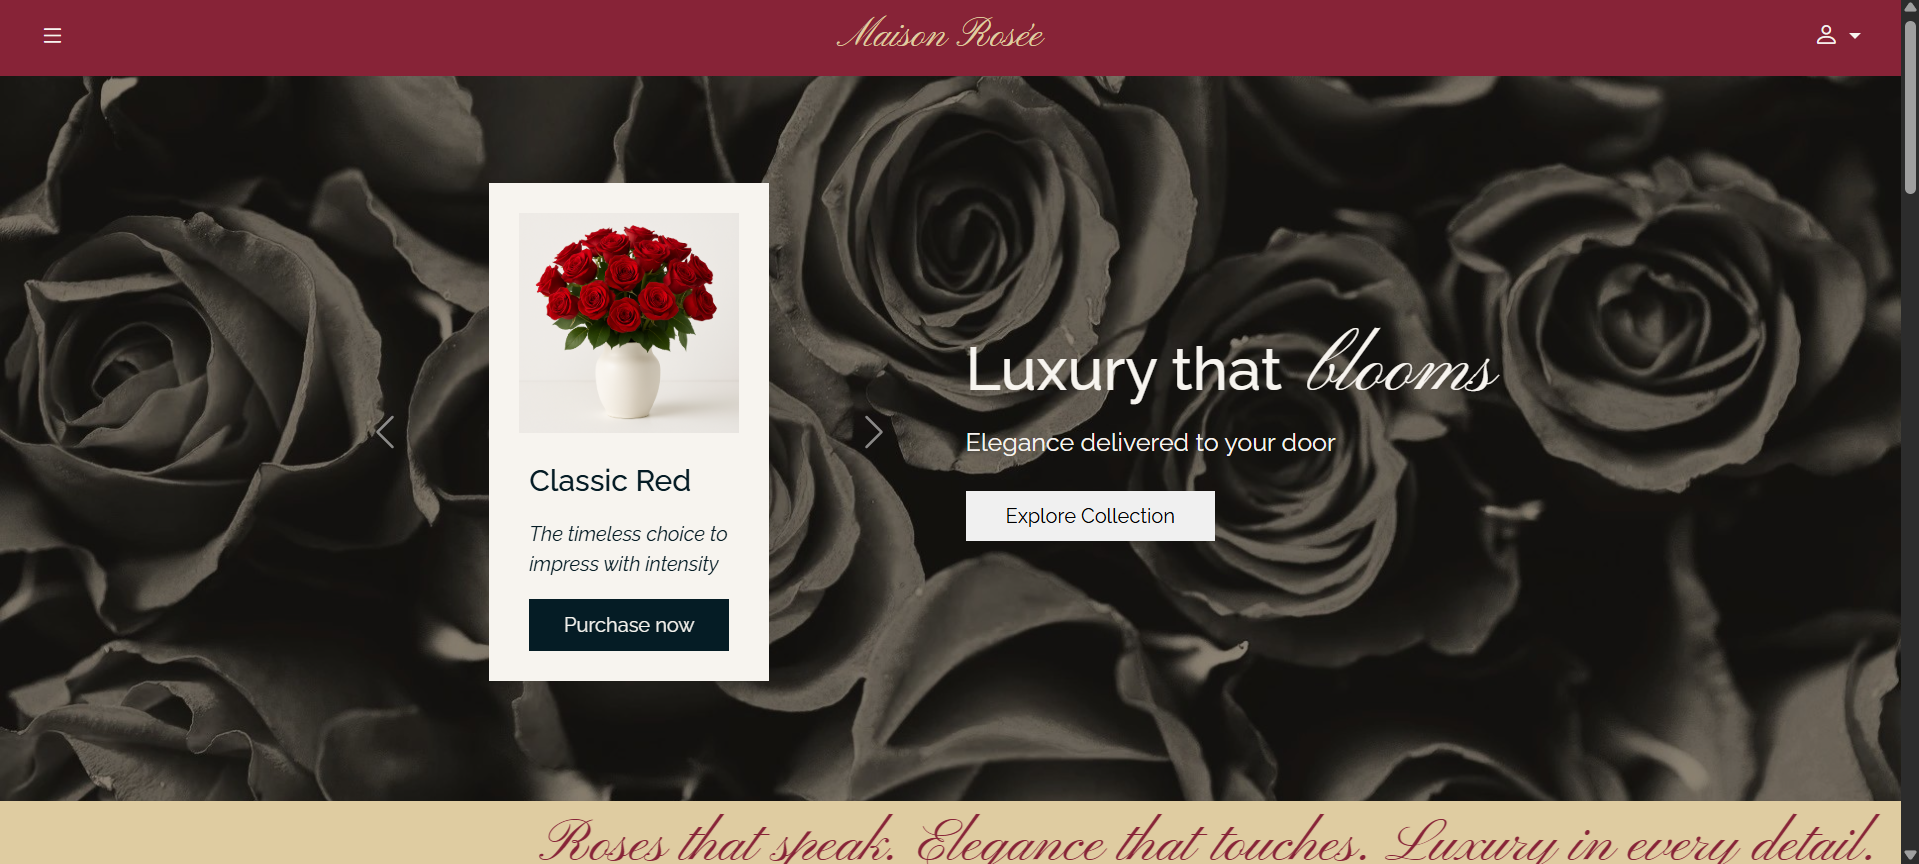 Maison Rosée
Classic Red
The timeless choice to
impress with intensity
Purchase now
Luxury that blooms
Elegance delivered to your door
Explore Collection
Roses that speak. Elegance that touches. Luxury in every detail.